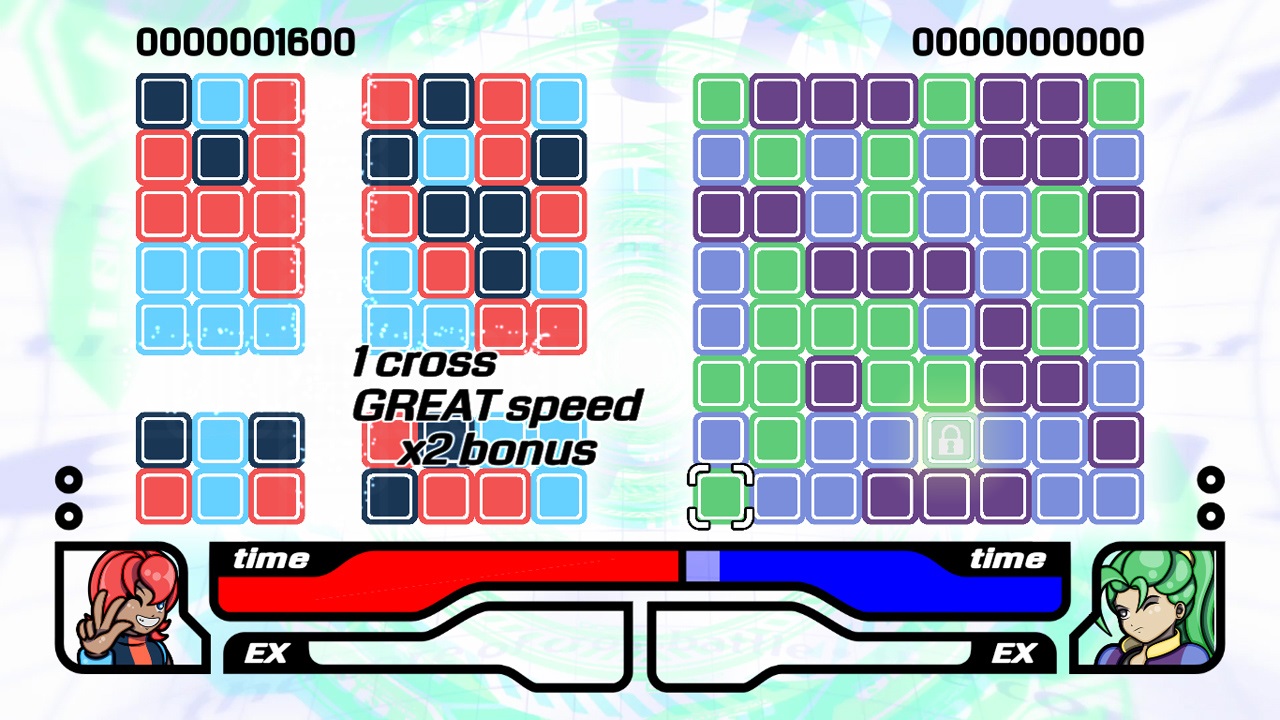 0000001600
0000000000
1 cross
GREAT speed
x2 bonus
time
time
EX
EX